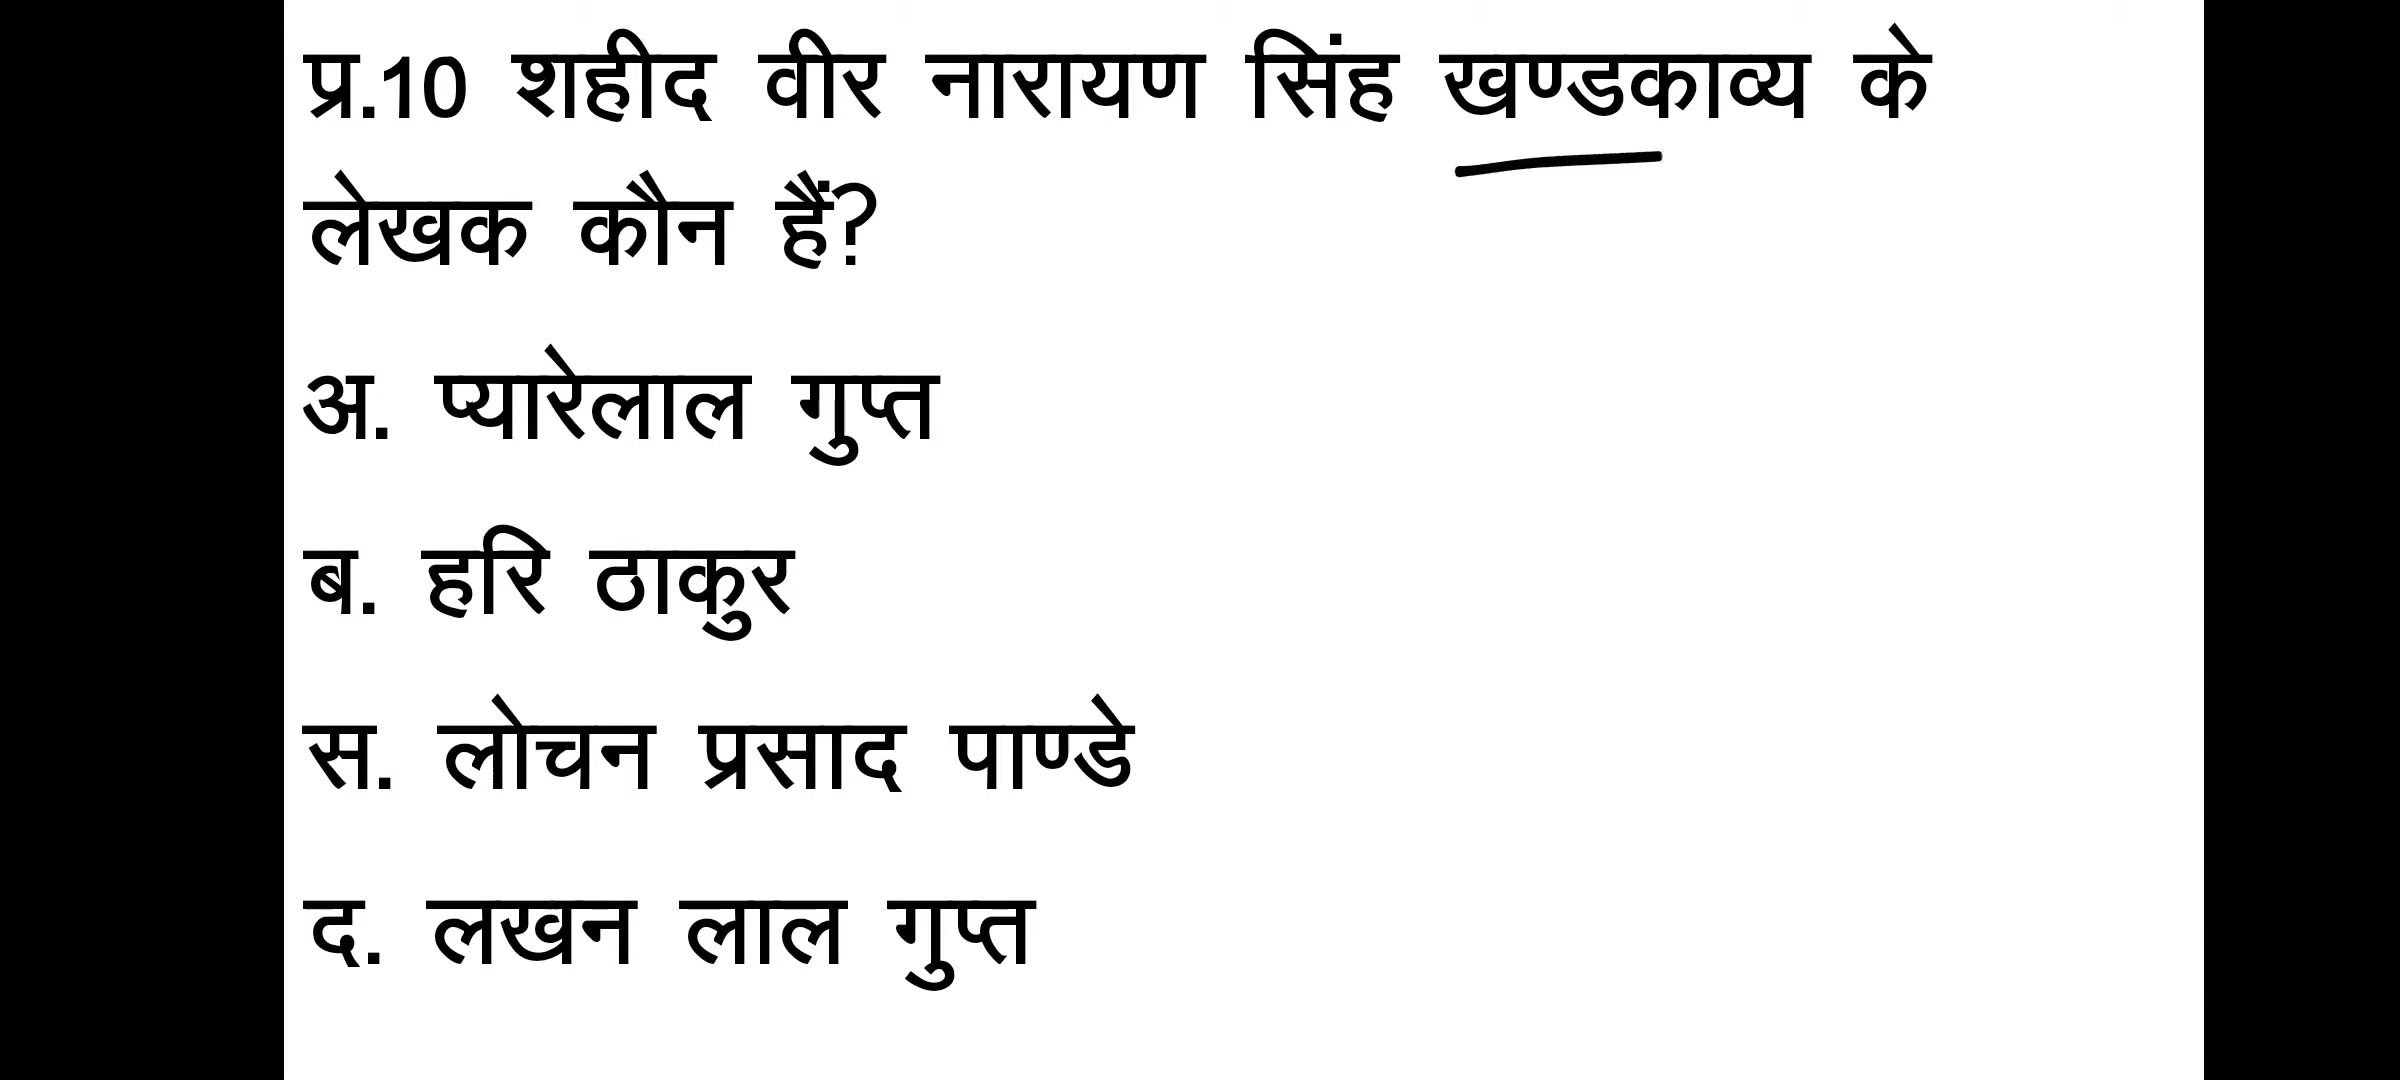 प्र.10 शहीद वीर नारायण सिंह खण्डकाव्य के
लेखक कौन हैं?
अ. प्यारेलाल गुप्त
ब. हरि ठाकुर
स. लोचन प्रसाद पाण्डे
द. लखन लाल गुप्त